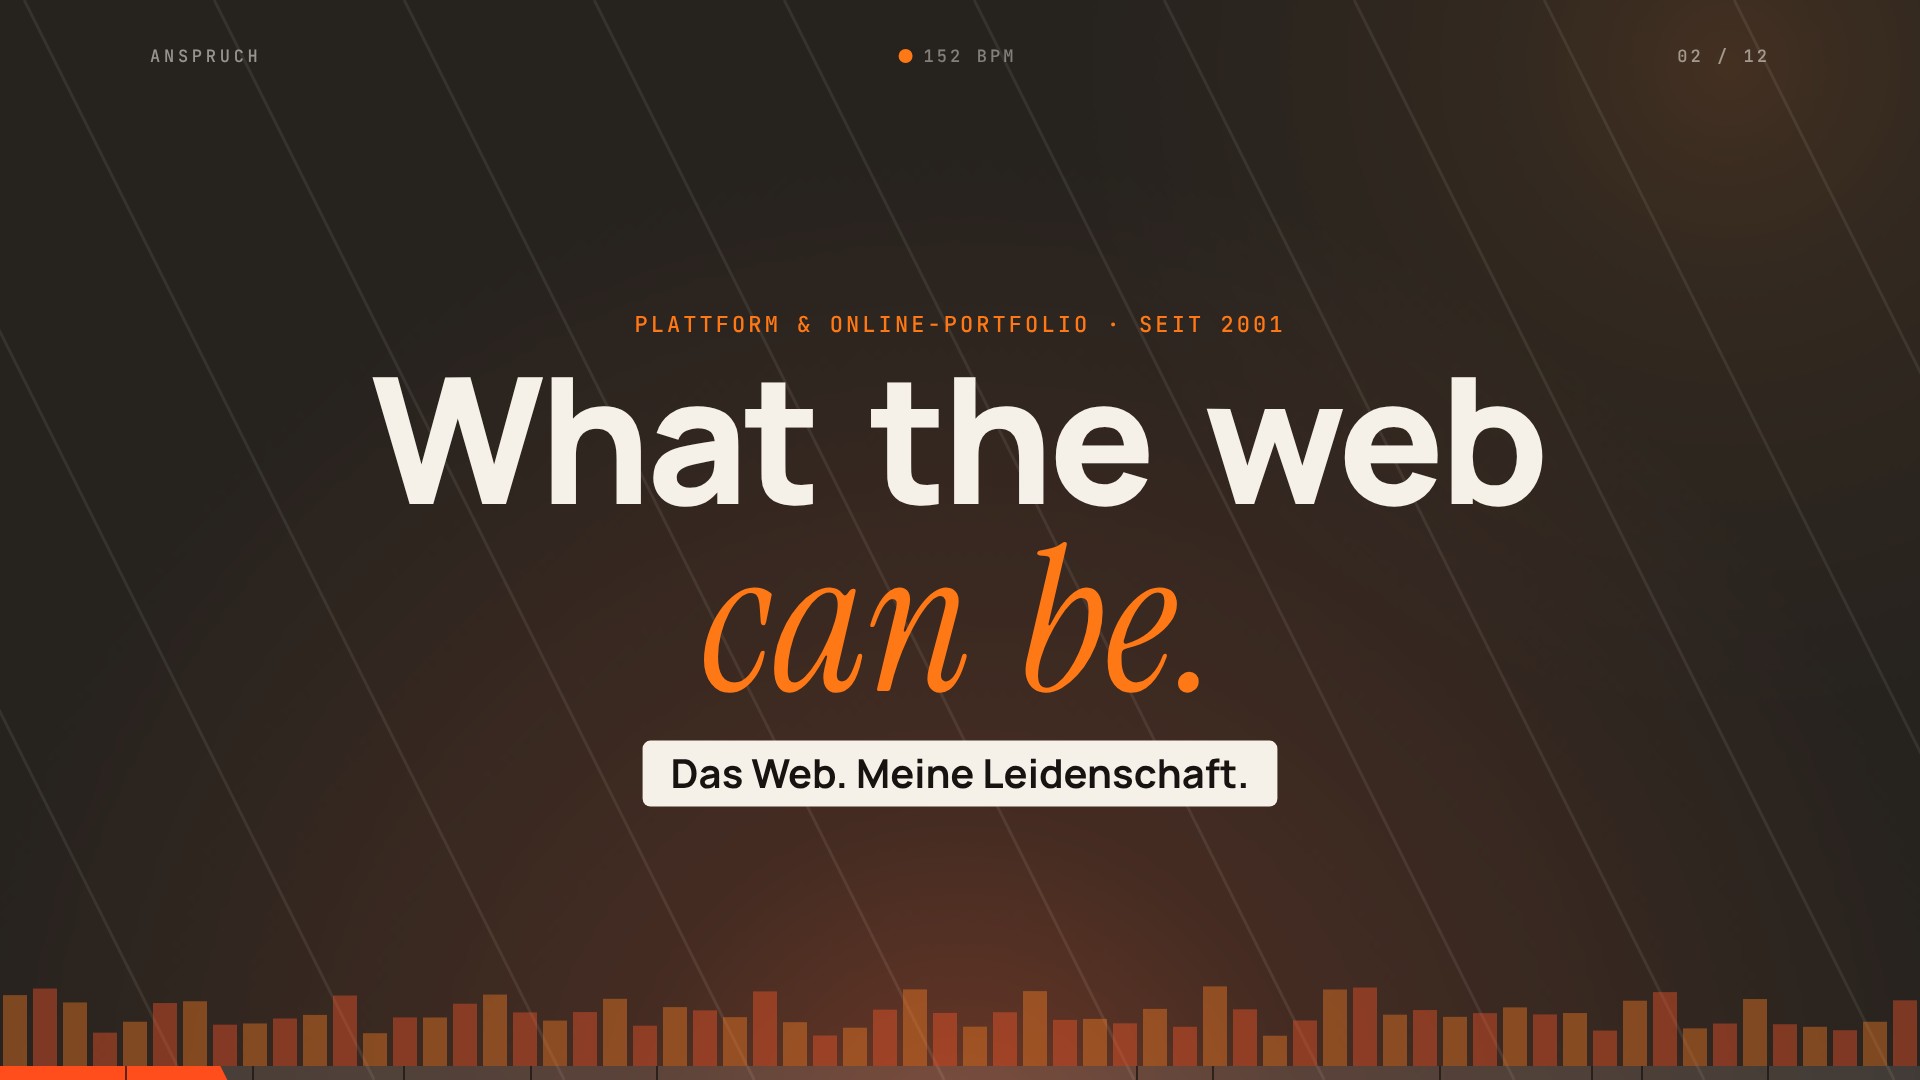 ANSPRUCH
152 BPM
02 / 12
PLATTFORM & ONLINE-PORTFOLIO · SEIT 2001
What the web
can be.
Das Web. Meine Leidenschaft.